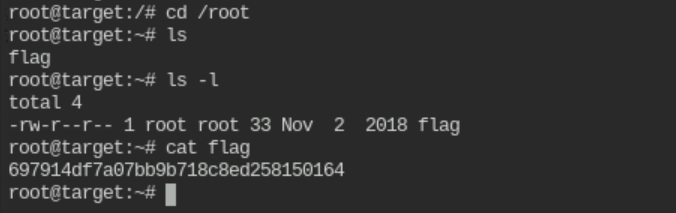 root@target:/# cd /root
root@target:~# ls
flag
root@target:~# ls -l
total 4
-rw-r--r-- 1 root root 33 Nov  2  2018 flag
root@target:~# cat flag
697914df7a07bb9b718c8ed258150164
root@target:~#